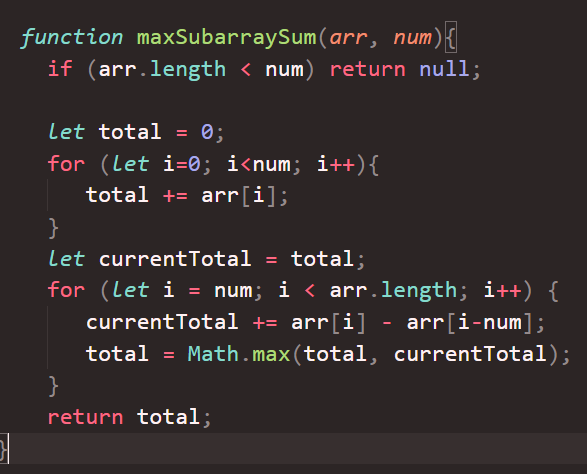 function maxSubarraySum(arr, num){
if (arr.length < num) return null;
let total = 0;
for (let i=0; i<num; i++){
total += arr[i];
}
let currentTotal = total;
for (let i = num; i < arr.length; i++) {
currentTotal += arr[i] - arr[i-num];
total = Math.max(total, currentTotal);
}
return total;
}